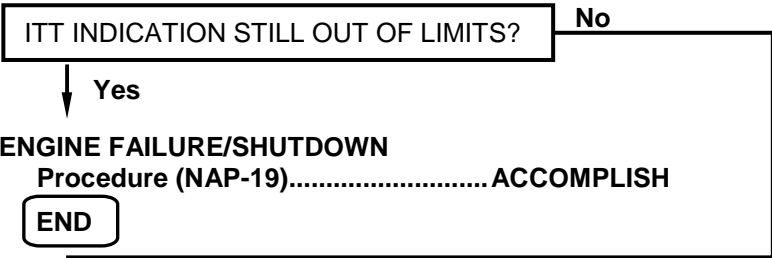 ITT INDICATION STILL OUT OF LIMITS?
No
Yes
ENGINE FAILURE/SHUTDOWN
Procedure (NAP-19)...........................ACCOMPLISH
END